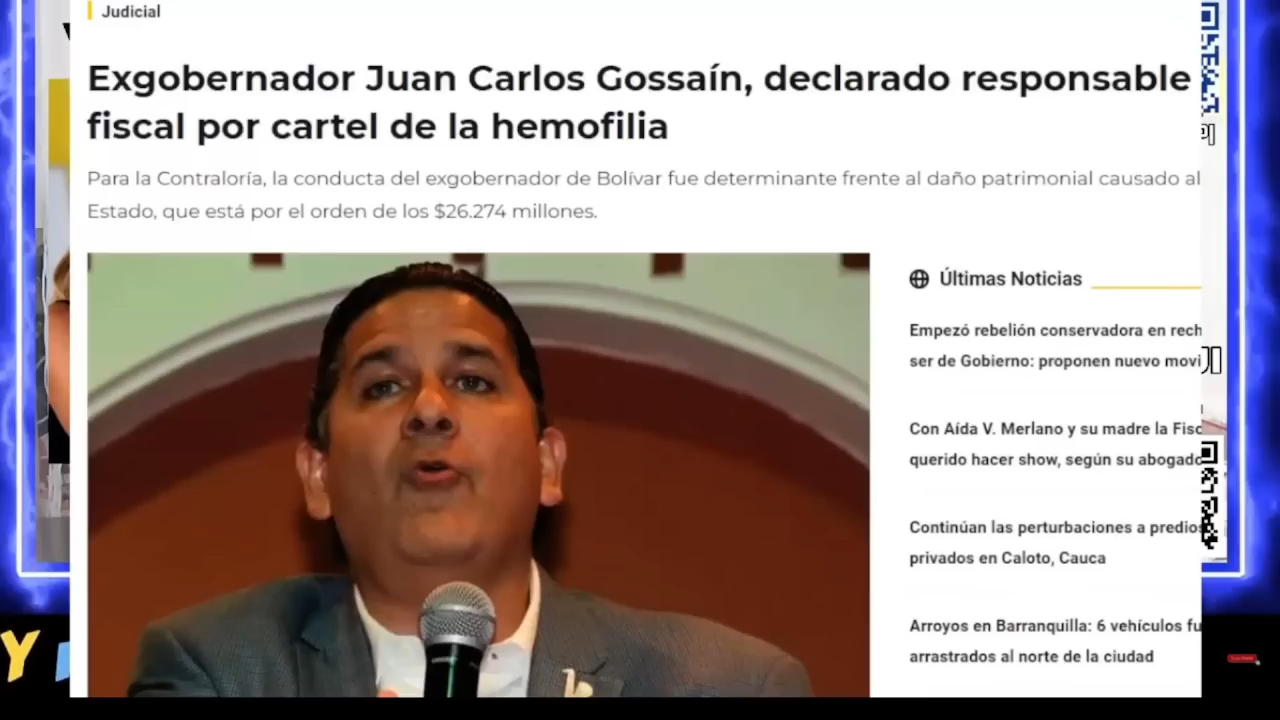 Judicial
Exgobernador Juan Carlos Gossaín, declarado responsable
fiscal por cartel de la hemofilia
Para la Contraloría, la conducta del exgobernador de Bolívar fue determinante frente al daño patrimonial causado al
Estado, que está por el orden de los $26.274 millones.
Últimas Noticias
Empezó rebelión conservadora en rech
ser de Gobierno: proponen nuevo movi
Con Aída V. Merlano y su madre la Fisc
querido hacer show, según su abogado
Continúan las perturbaciones a predios
privados en Caloto, Cauca
Arroyos en Barranquilla: 6 vehículos fu
arrastrados al norte de la ciudad
Y